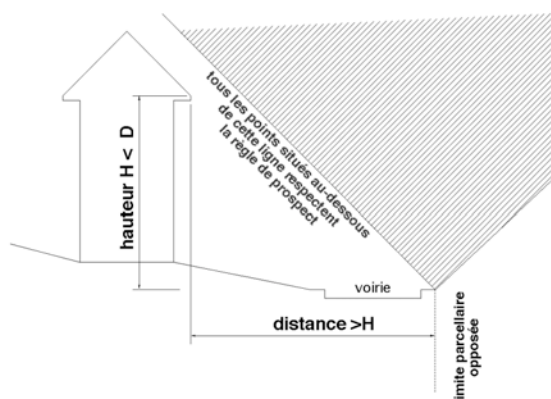 tous les points situés au-dessous
de cette ligne respectent
la règle de prospect
hauteur H < D
voirie
distance >H
imite parcellaire
opposée